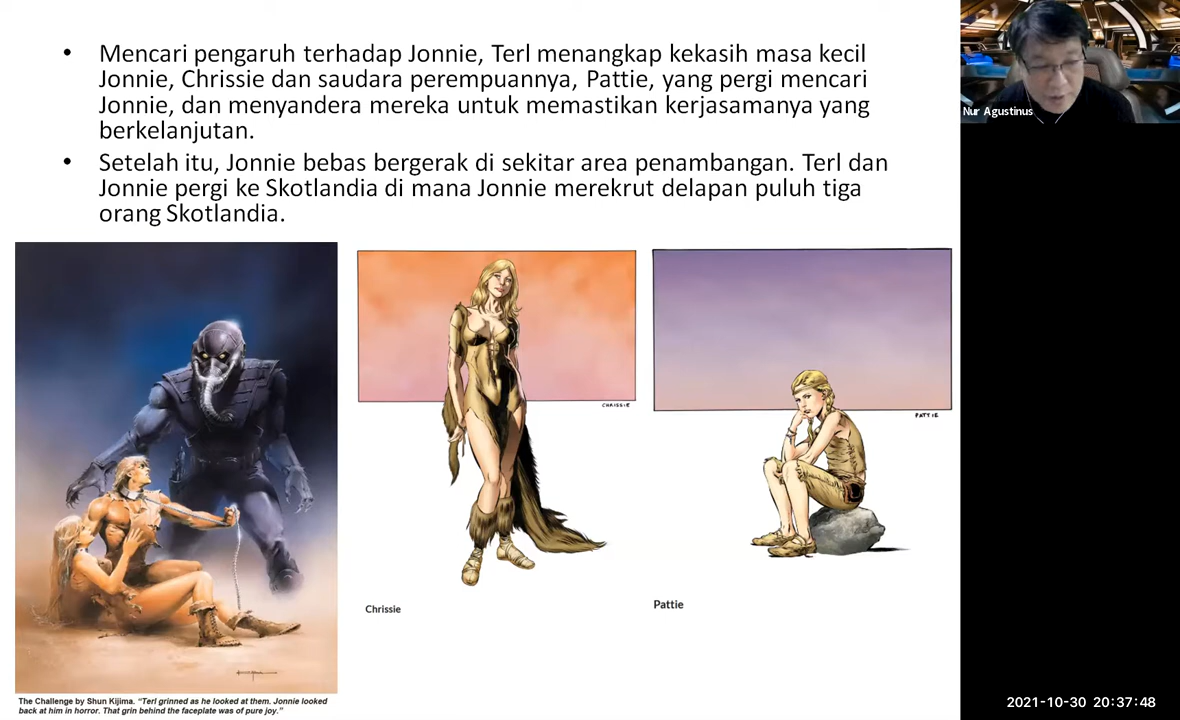 • Mencari pengaruh terhadap Jonnie, Terl menangkap kekasih masa kecil
Jonnie, Chrissie dan saudara perempuannya, Pattie, yang pergi mencari
Jonnie, dan menyandera mereka untuk memastikan kerjasamanya yang
berkelanjutan.
• Setelah itu, Jonnie bebas bergerak di sekitar area penambangan. Terl dan
Jonnie pergi ke Skotlandia di mana Jonnie merekrut delapan puluh tiga
orang Skotlandia.
Nur Agustinus
CHRISSIE
PATTIE
Chrissie
Pattie
The Challenge by Shun Kijima. "Terl grinned as he looked at them. Jonnie looked
back at him in horror. That grin behind the faceplate was of pure joy."
2021-10-30 20:37:48